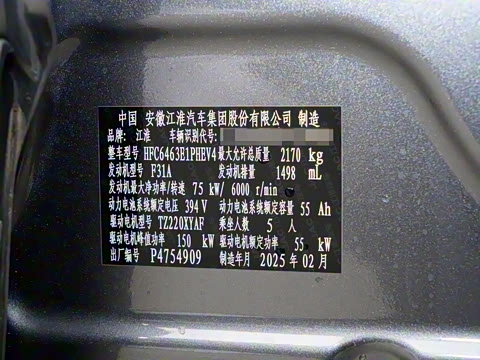 中国 安徽江淮汽车集团股份有限公司 制造
品牌: 江淮 车辆识别代号:
整车型号 HFC6463E1PHEV4 最大允许总质量 2170 kg
发动机型号 F31A 发动机排量 1498 mL
发动机最大净功率/转速 75 kW/ 6000 r/min
动力电池系统额定电压 394 V 动力电池系统额定容量 55 Ah
驱动电机型号 TZ220XYAF 乘坐人数 5 人
驱动电机峰值功率 150 kW 驱动电机额定功率 55 kW
出厂编号 P4754909 制造年月 2025 年 02 月